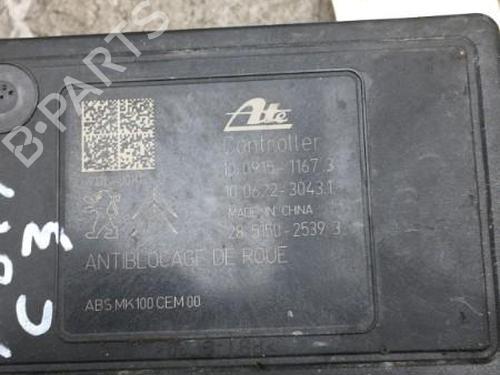 B-PARTS
Ate
Controller
10.0915-1167.3
10.0622-3043.1
MADE IN CHINA
28.5150-2539.3
ANTIBLOCAGE DE ROUE
ABS MK100 CEM 00